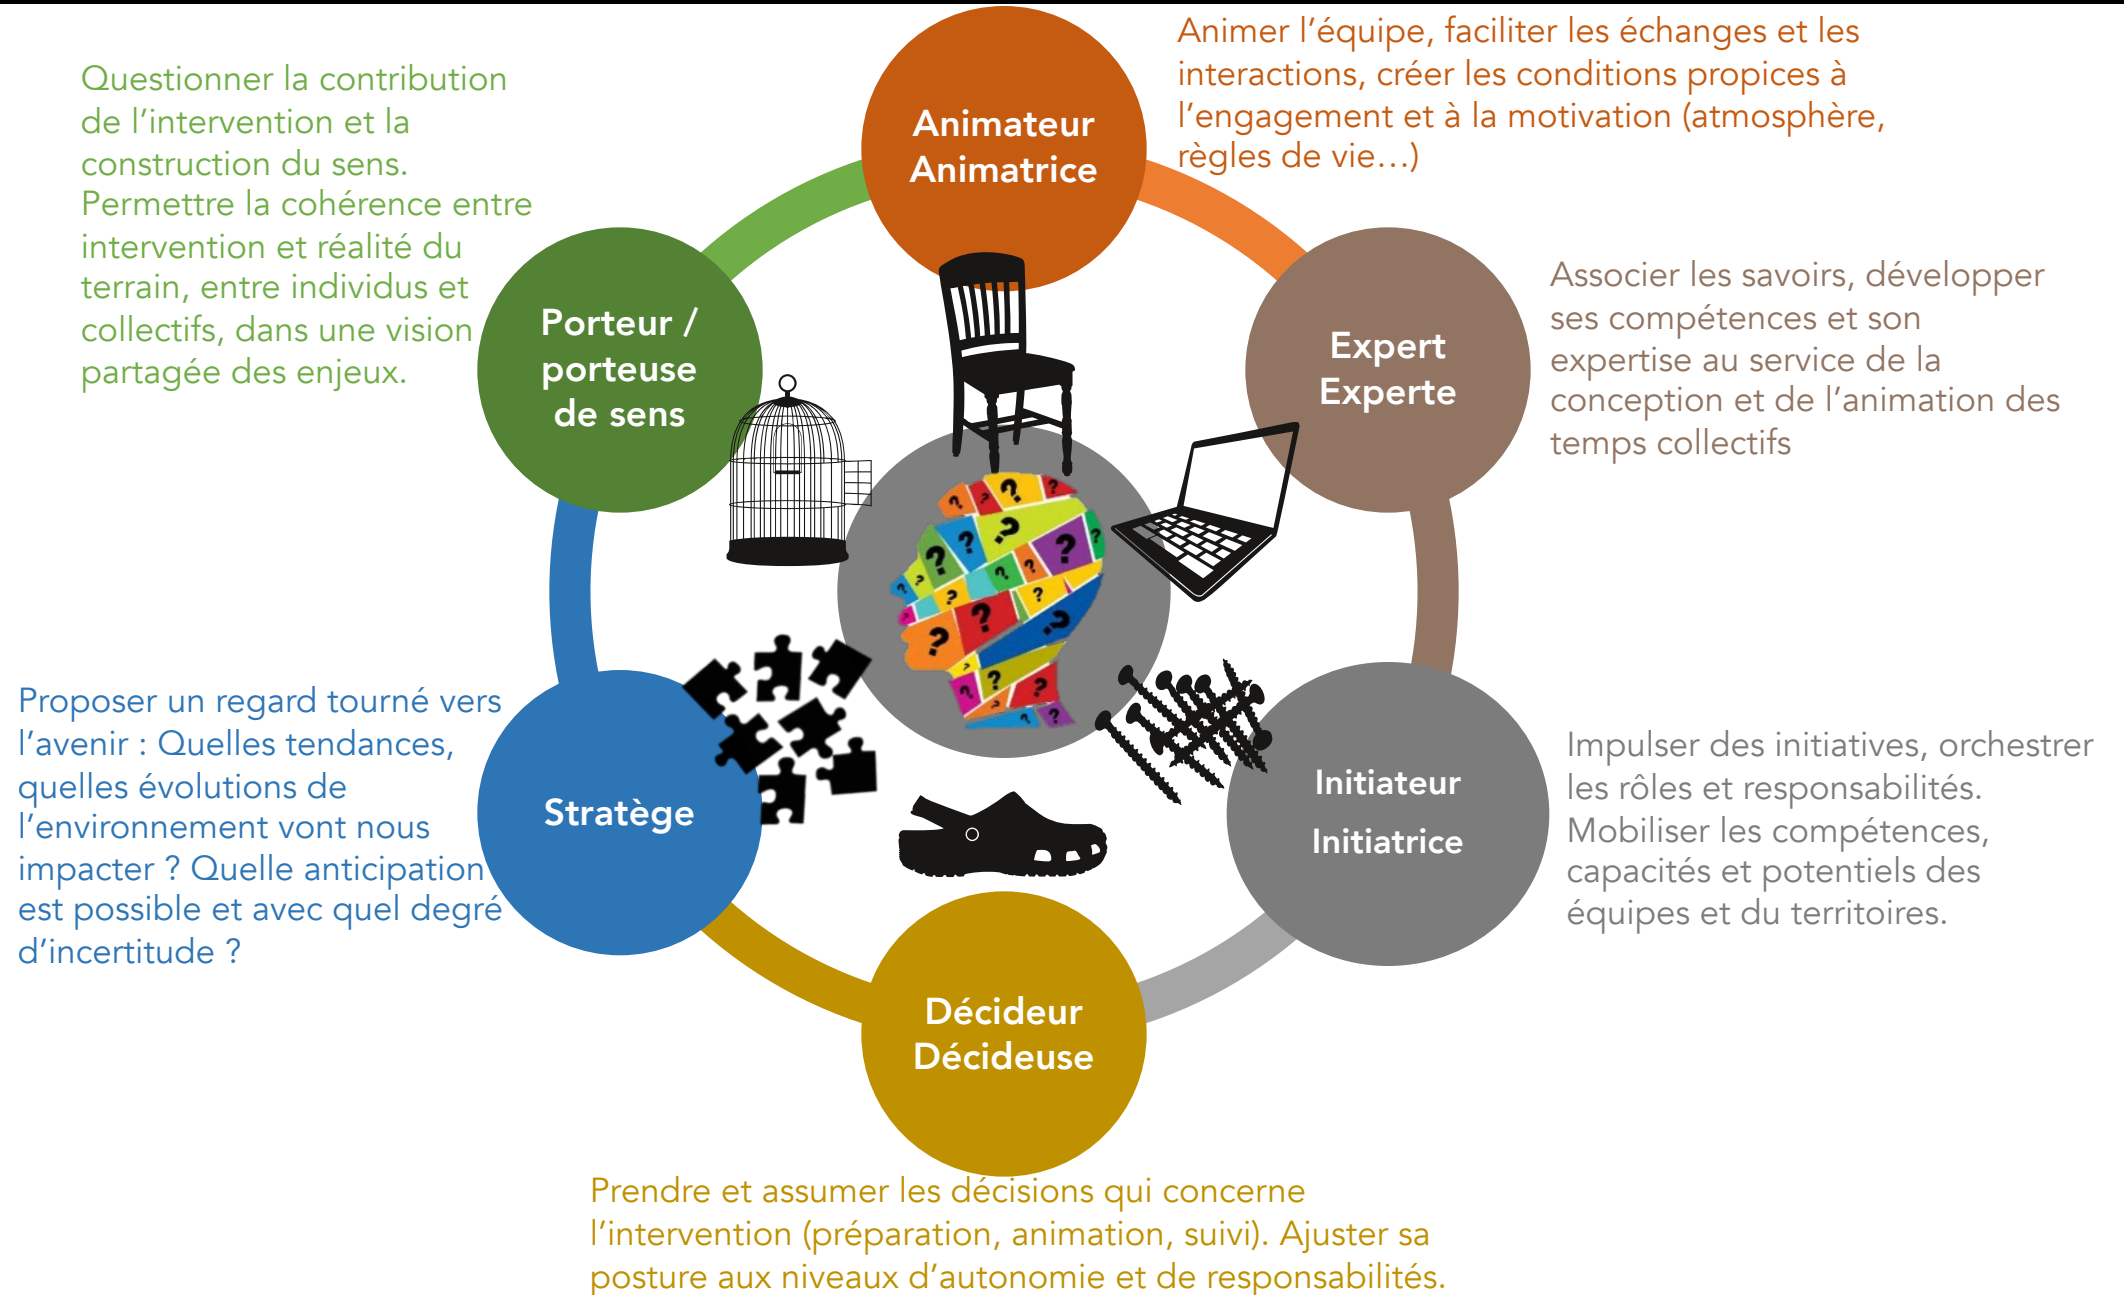 Animateur
Animatrice
Animer l’équipe, faciliter les échanges et les
interactions, créer les conditions propices à
l’engagement et à la motivation (atmosphère,
règles de vie…)
Expert
Experte
Associer les savoirs, développer
ses compétences et son
expertise au service de la
conception et de l’animation des
temps collectifs
Initiateur
Initiatrice
Impulser des initiatives, orchestrer
les rôles et responsabilités.
Mobiliser les compétences,
capacités et potentiels des
équipes et du territoires.
Décideur
Décideuse
Prendre et assumer les décisions qui concerne
l’intervention (préparation, animation, suivi). Ajuster sa
posture aux niveaux d’autonomie et de responsabilités.
Stratège
Proposer un regard tourné vers
l’avenir : Quelles tendances,
quelles évolutions de
l’environnement vont nous
impacter ? Quelle anticipation
est possible et avec quel degré
d’incertitude ?
Porteur /
porteuse
de sens
Questionner la contribution
de l’intervention et la
construction du sens.
Permettre la cohérence entre
intervention et réalité du
terrain, entre individus et
collectifs, dans une vision
partagée des enjeux.